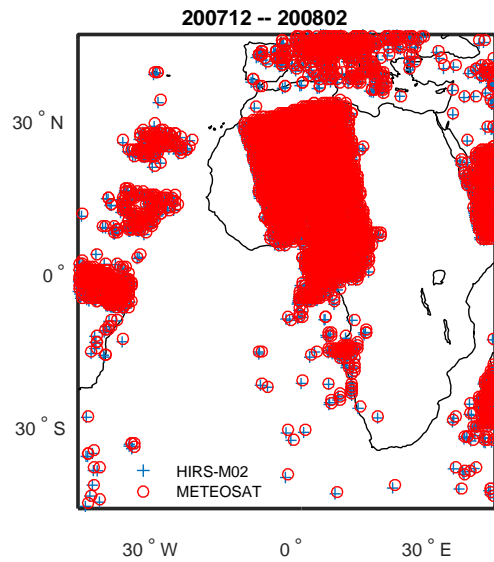 200712 -- 200802
30 ° N
0 °
30 ° S
HIRS-M02
METEOSAT
30 ° W
0 °
30 ° E